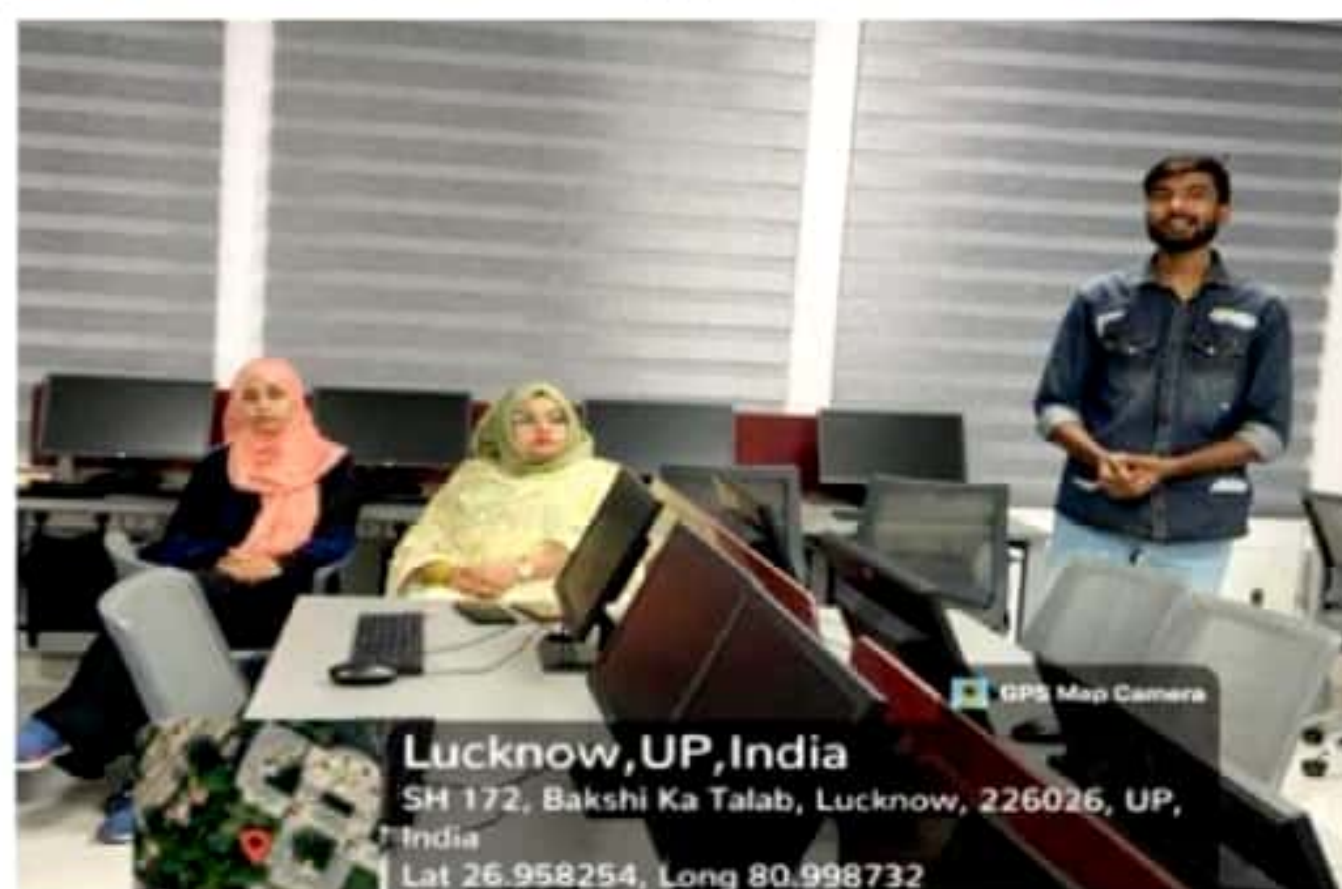 GPS Map Camera
Lucknow,UP,India
SH 172, Bakshi Ka Talab, Lucknow, 226026, UP,
India
Lat 26.958254, Long 80.998732